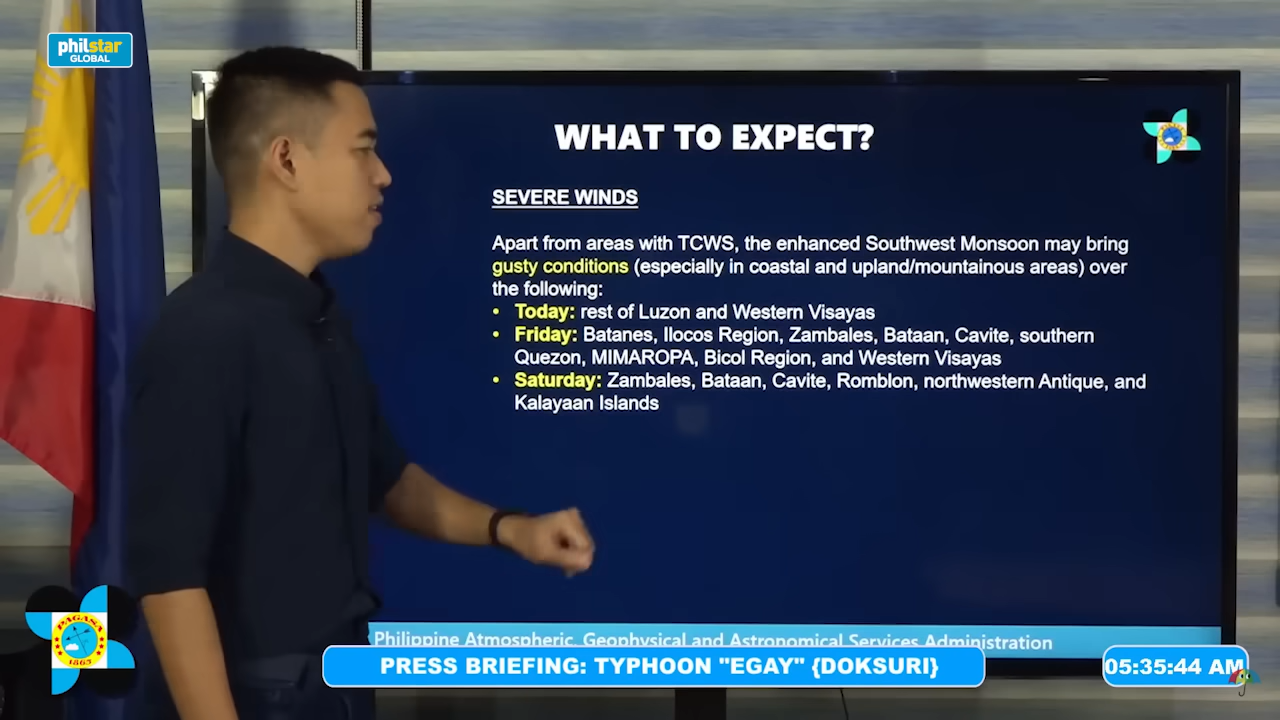 philstar
GLOBAL
WHAT TO EXPECT?
SEVERE WINDS
Apart from areas with TCWS, the enhanced Southwest Monsoon may bring
gusty conditions (especially in coastal and upland/mountainous areas) over
the following:
• Today: rest of Luzon and Western Visayas
• Friday: Batanes, Ilocos Region, Zambales, Bataan, Cavite, southern
Quezon, MIMAROPA, Bicol Region, and Western Visayas
• Saturday: Zambales, Bataan, Cavite, Romblon, northwestern Antique, and
Kalayaan Islands
Philippine Atmospheric, Geophysical and Astronomical Services Administration
PAGASA
1865
PRESS BRIEFING: TYPHOON "EGAY" {DOKSURI}
05:35:44 AM